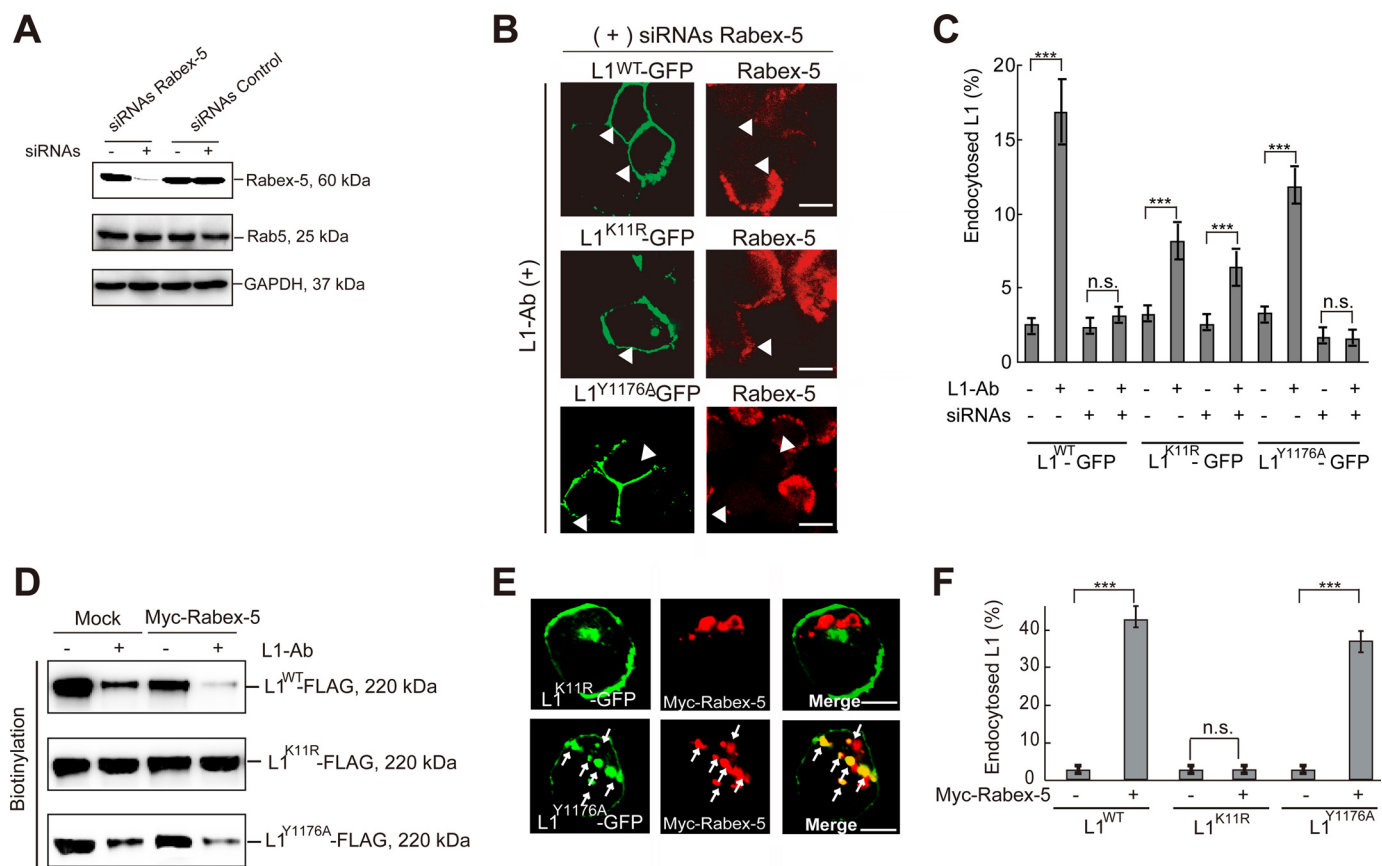 A
siRNAs Rabex-5
siRNAs Control
siRNAs - + - +
Rabex-5, 60 kDa
Rab5, 25 kDa
GAPDH, 37 kDa
B
( + ) siRNAs Rabex-5
L1-Ab (+)
L1WT-GFP Rabex-5
L1K11R-GFP Rabex-5
L1Y1176A-GFP Rabex-5
C
Endocytosed L1 (%)
20
15
10
5
0
*** n.s. *** *** *** n.s.
L1-Ab - + - + - + - + - + - +
siRNAs - - + + - - + + - - + +
L1WT- GFP L1K11R - GFP L1Y1176A- GFP
D
Mock Myc-Rabex-5
- + - + L1-Ab
Biotinylation
L1WT-FLAG, 220 kDa
L1K11R-FLAG, 220 kDa
L1Y1176A-FLAG, 220 kDa
E
L1K11R-GFP Myc-Rabex-5 Merge
L1Y1176A-GFP Myc-Rabex-5 Merge
F
Endocytosed L1 (%)
40
30
20
10
0
*** n.s. ***
Myc-Rabex-5 - + - + - +
L1WT L1K11R L1Y1176A